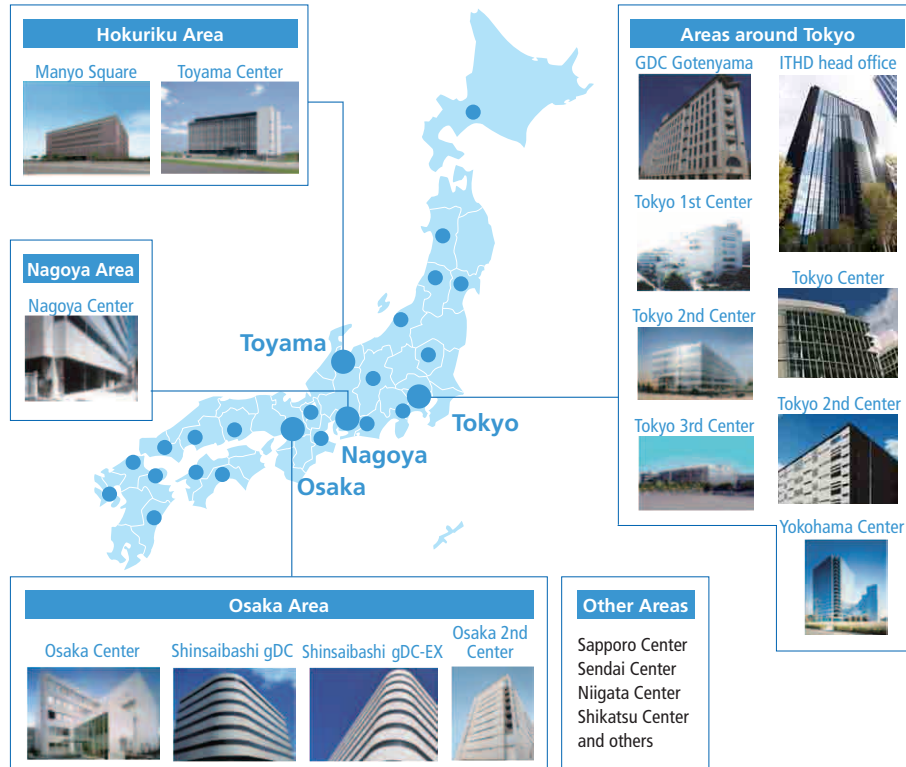 Hokuriku Area
Manyo Square
Toyama Center
Nagoya Area
Nagoya Center
Toyama
Nagoya
Osaka
Tokyo
Areas around Tokyo
GDC Gotenyama
ITHD head office
Tokyo 1st Center
Tokyo Center
Tokyo 2nd Center
Tokyo 2nd Center
Tokyo 3rd Center
Yokohama Center
Osaka Area
Osaka Center
Shinsaibashi gDC
Shinsaibashi gDC-EX
Osaka 2nd
Center
Other Areas
Sapporo Center
Sendai Center
Niigata Center
Shikatsu Center
and others